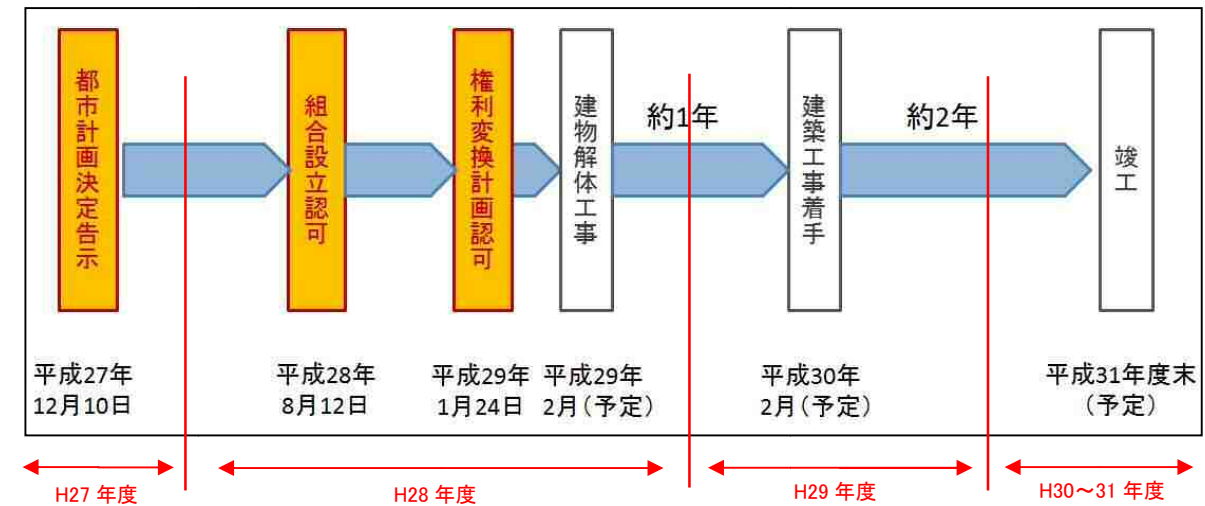 都市計画決定告示
組合設立認可
権利変換計画認可
建物解体工事
約1年
建築工事着手
約2年
竣工
平成27年
12月10日
平成28年
8月12日
平成29年
1月24日
平成29年
2月(予定)
平成30年
2月(予定)
平成31年度末
(予定)
H27 年度
H28 年度
H29 年度
H30～31 年度